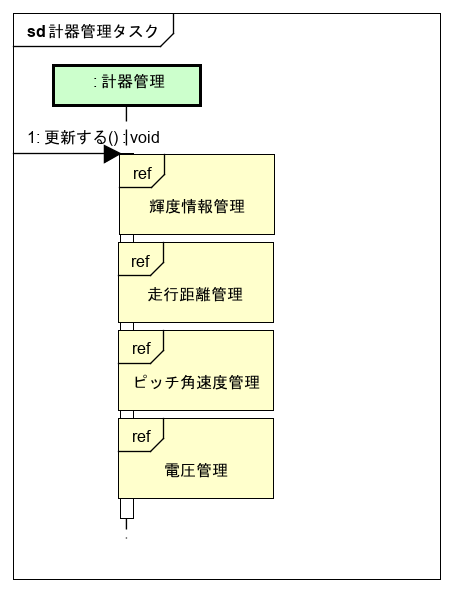 sd 計器管理タスク
: 計器管理
1: 更新する() : void
ref
輝度情報管理
ref
走行距離管理
ref
ピッチ角速度管理
ref
電圧管理